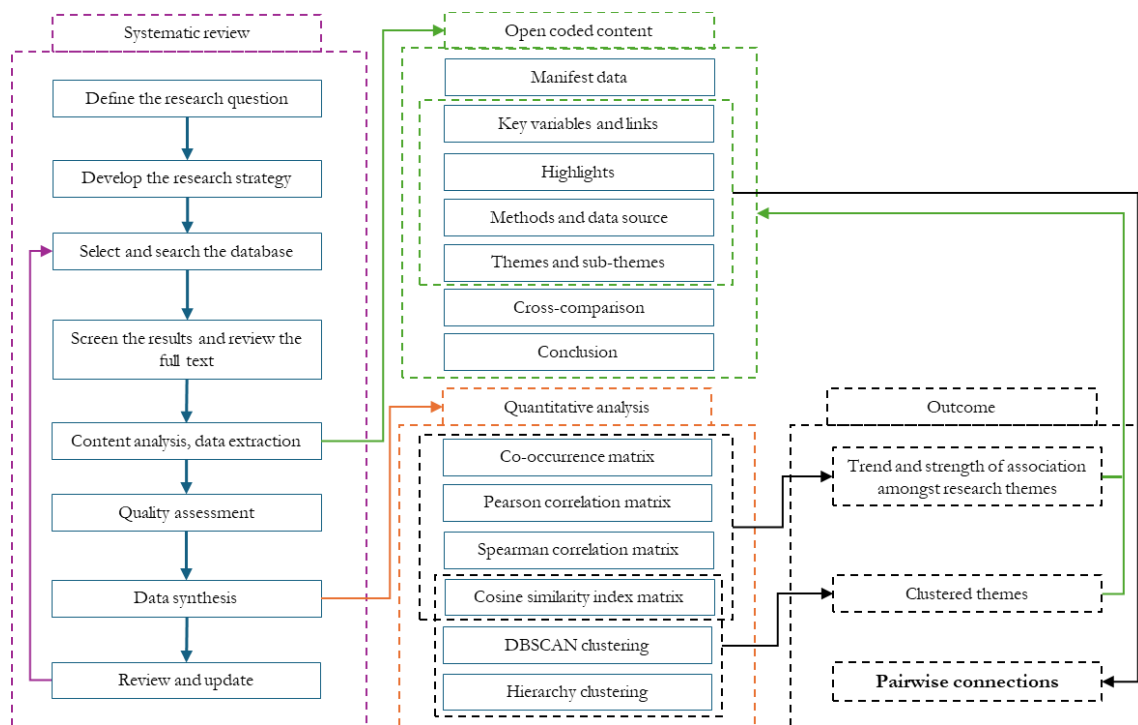 Systematic review
Define the research question
Develop the research strategy
Select and search the database
Screen the results and review the
full text
Content analysis, data extraction
Quality assessment
Data synthesis
Review and update
Open coded content
Manifest data
Key variables and links
Highlights
Methods and data source
Themes and sub-themes
Cross-comparison
Conclusion
Quantitative analysis
Co-occurrence matrix
Pearson correlation matrix
Spearman correlation matrix
Cosine similarity index matrix
DBSCAN clustering
Hierarchy clustering
Outcome
Trend and strength of association
amongst research themes
Clustered themes
Pairwise connections